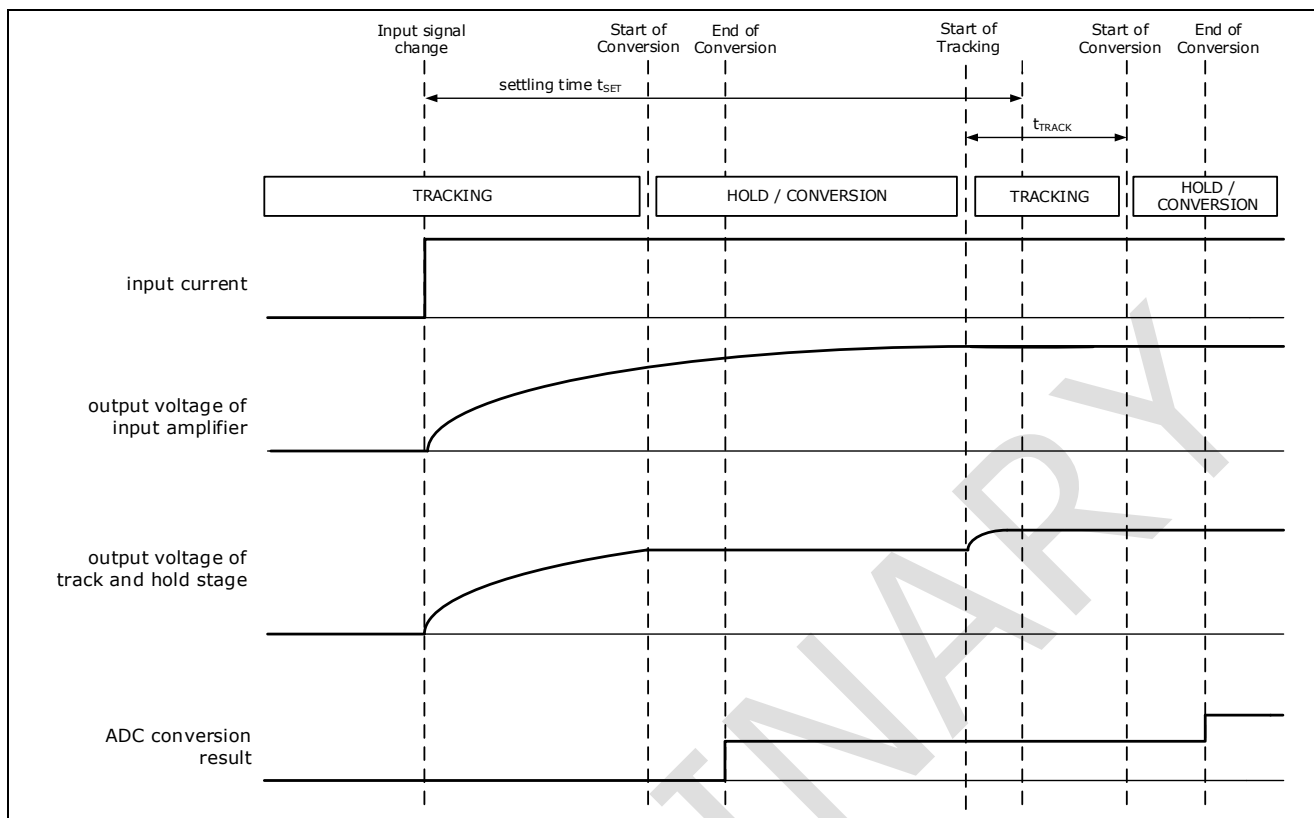 Input signal
change
Start of
Conversion
End of
Conversion
Start of
Tracking
Start of
Conversion
End of
Conversion
settling time tSET
tTRACK
TRACKING
HOLD / CONVERSION
TRACKING
HOLD /
CONVERSION
input current
output voltage of
input amplifier
output voltage of
track and hold stage
ADC conversion
result
INARY